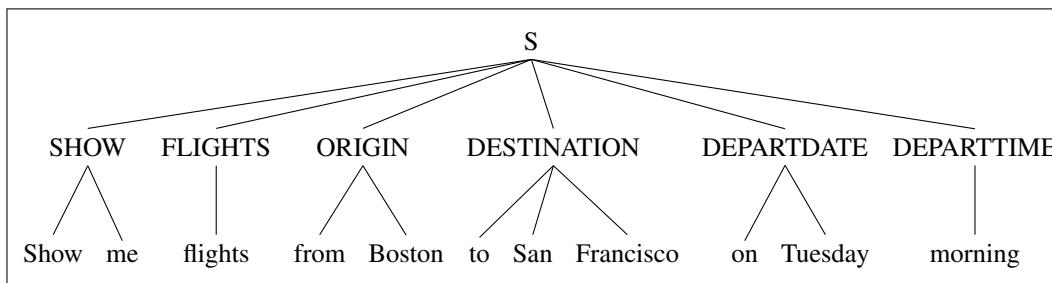 S
SHOW FLIGHTS ORIGIN DESTINATION DEPARTDATE DEPARTTIME
Show me flights from Boston to San Francisco on Tuesday morning